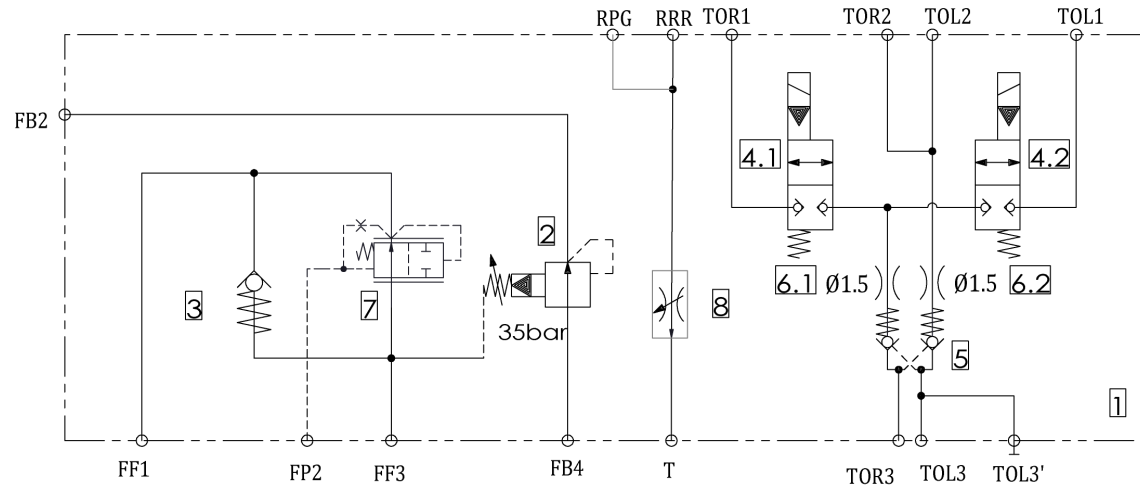 RPG RRR TOR1 TOR2 TOL2 TOL1
FB2
4.1 4.2
2
6.1 Ø1.5 Ø1.5 6.2
3 7 8
35bar
5
1
FF1 FP2 FF3 FB4 T TOR3 TOL3 TOL3'